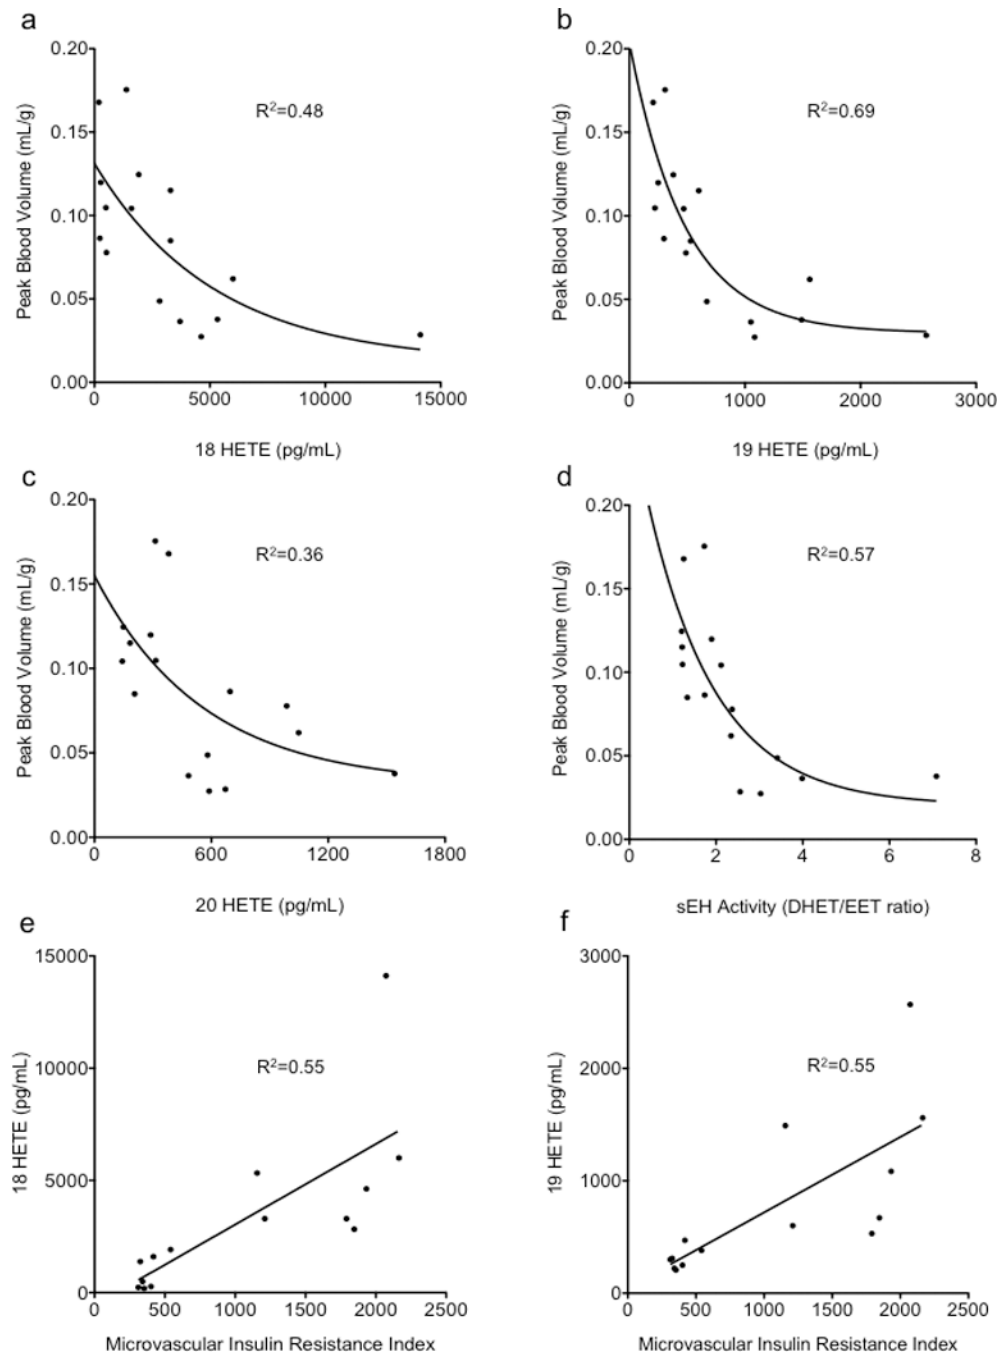 a
Peak Blood Volume (mL/g)
0.20
0.15
0.10
0.05
0.00
R²=0.48
0
5000
10000
15000
18 HETE (pg/mL)
b
Peak Blood Volume (mL/g)
0.20
0.15
0.10
0.05
0.00
R²=0.69
0
1000
2000
3000
19 HETE (pg/mL)
c
Peak Blood Volume (mL/g)
0.20
0.15
0.10
0.05
0.00
R²=0.36
0
600
1200
1800
20 HETE (pg/mL)
d
Peak Blood Volume (mL/g)
0.20
0.15
0.10
0.05
0.00
R²=0.57
0
2
4
6
8
sEH Activity (DHET/EET ratio)
e
18 HETE (pg/mL)
15000
10000
5000
0
R²=0.55
0
500
1000
1500
2000
2500
Microvascular Insulin Resistance Index
f
19 HETE (pg/mL)
3000
2000
1000
0
R²=0.55
0
500
1000
1500
2000
2500
Microvascular Insulin Resistance Index